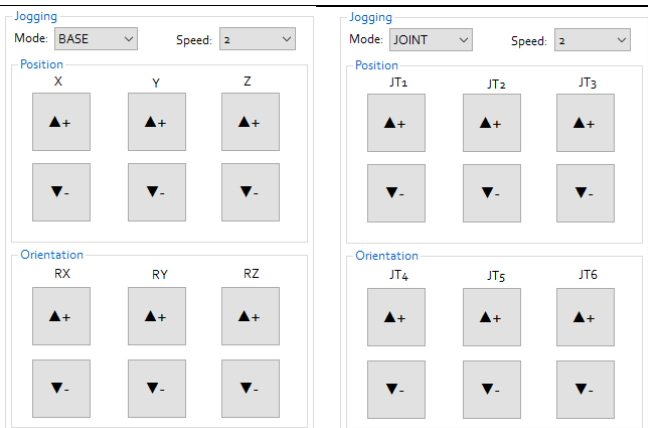 Jogging
Mode: BASE Speed: 2
Position
X Y Z
▲+ ▲+ ▲+
▼- ▼- ▼-
Orientation
RX RY RZ
▲+ ▲+ ▲+
▼- ▼- ▼-
Jogging
Mode: JOINT Speed: 2
Position
JT1 JT2 JT3
▲+ ▲+ ▲+
▼- ▼- ▼-
Orientation
JT4 JT5 JT6
▲+ ▲+ ▲+
▼- ▼- ▼-